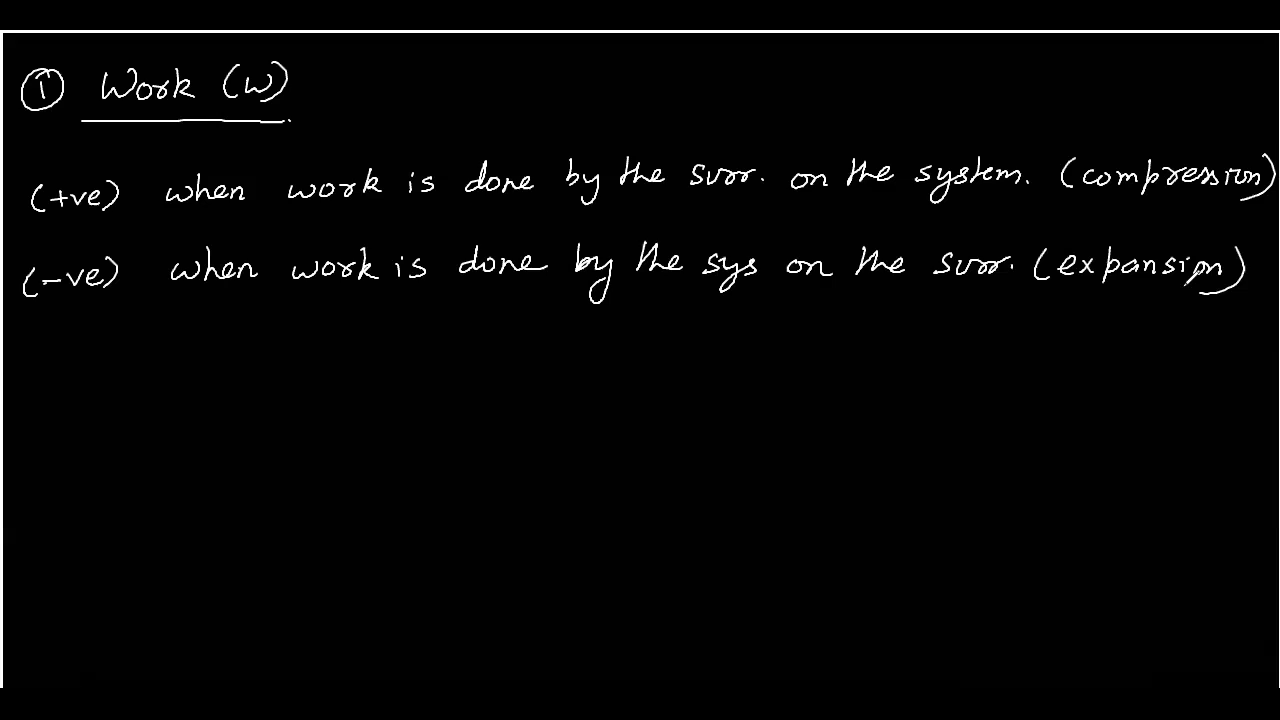 ① Work (W)
(+ve) when work is done by the surr. on the system. (compression)
(-ve) when work is done by the sys on the surr. (expansion)